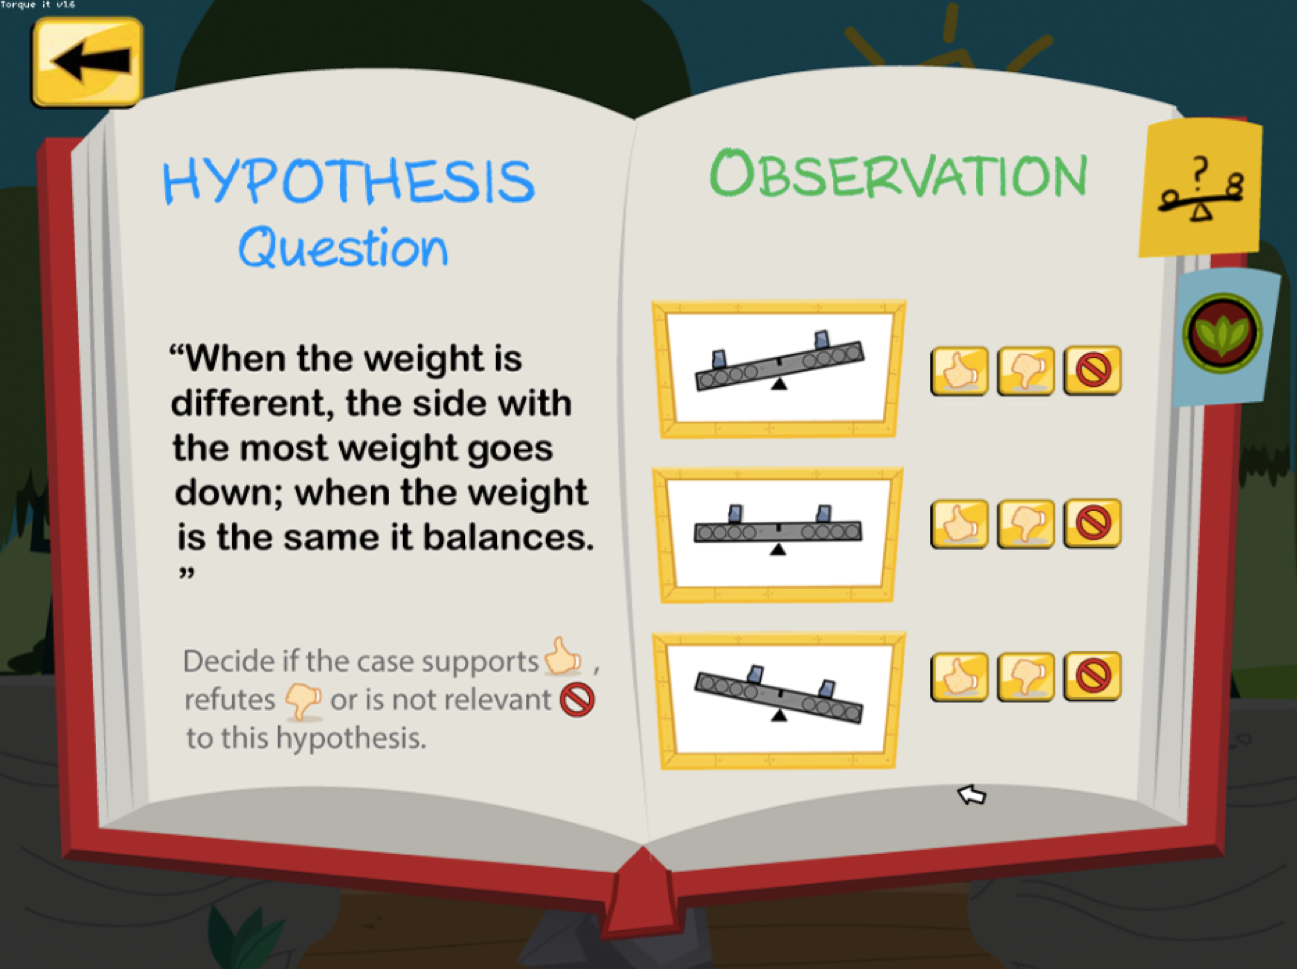 Torque it v1.6
HYPOTHESIS
Question
OBSERVATION
?
“When the weight is
different, the side with
the most weight goes
down; when the weight
is the same it balances.
”
Decide if the case supports ,
refutes or is not relevant
to this hypothesis.